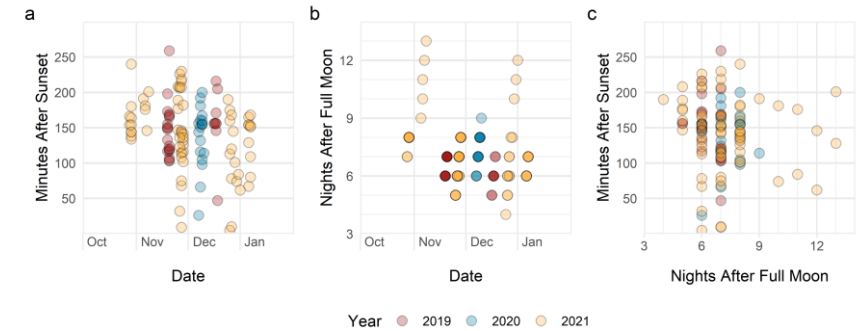 a
Minutes After Sunset
250
200
150
100
50
Oct
Nov
Dec
Jan
Date
b
Nights After Full Moon
12
9
6
3
Oct
Nov
Dec
Jan
Date
c
Minutes After Sunset
250
200
150
100
50
3
6
9
12
Nights After Full Moon
Year 2019 2020 2021